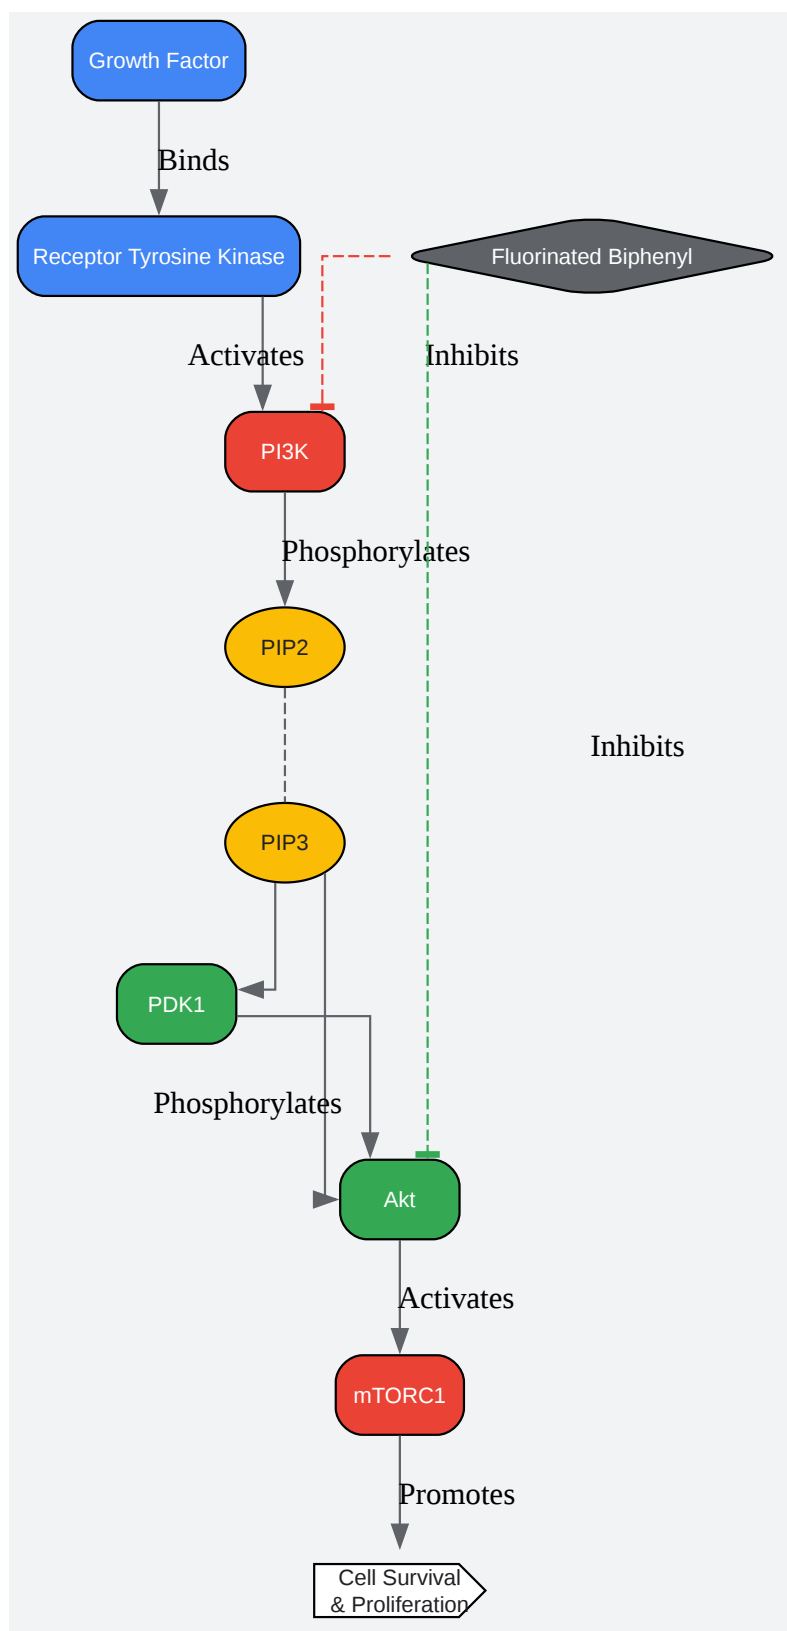 Growth Factor
Binds
Receptor Tyrosine Kinase
Fluorinated Biphenyl
Activates
Inhibits
PI3K
Phosphorylates
PIP2
Inhibits
PIP3
PDK1
Phosphorylates
Akt
Activates
mTORC1
Promotes
Cell Survival
& Proliferation